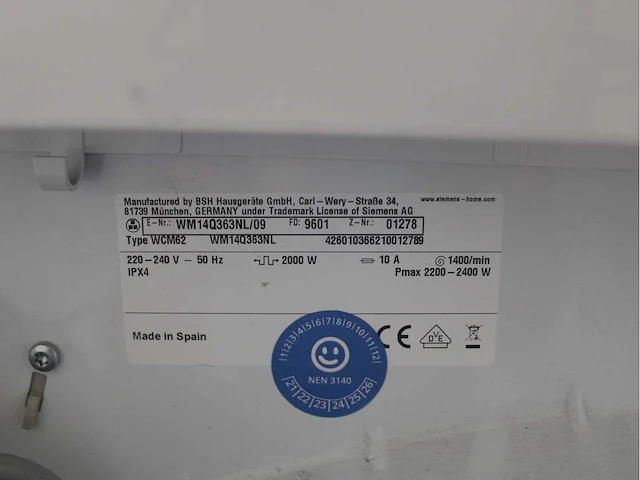 Manufactured by BSH Hausgeräte GmbH, Carl-Wery-Straße 34, www.siemens-home.com
81739 München, GERMANY under Trademark License of Siemens AG
E-Nr.: WM14Q363NL/09 FD: 9601 Z-Nr.: 01278
Type WCM62 WM14Q363NL 426010366210012789
220-240 V ~ 50 Hz 2000 W 10 A 1400/min
IPX4 Pmax 2200-2400 W
Made in Spain
1/2/3/4/5/6/7/8/9/10/11/12
NEN 3140
21/22/23/24/25/26
CE
DVE